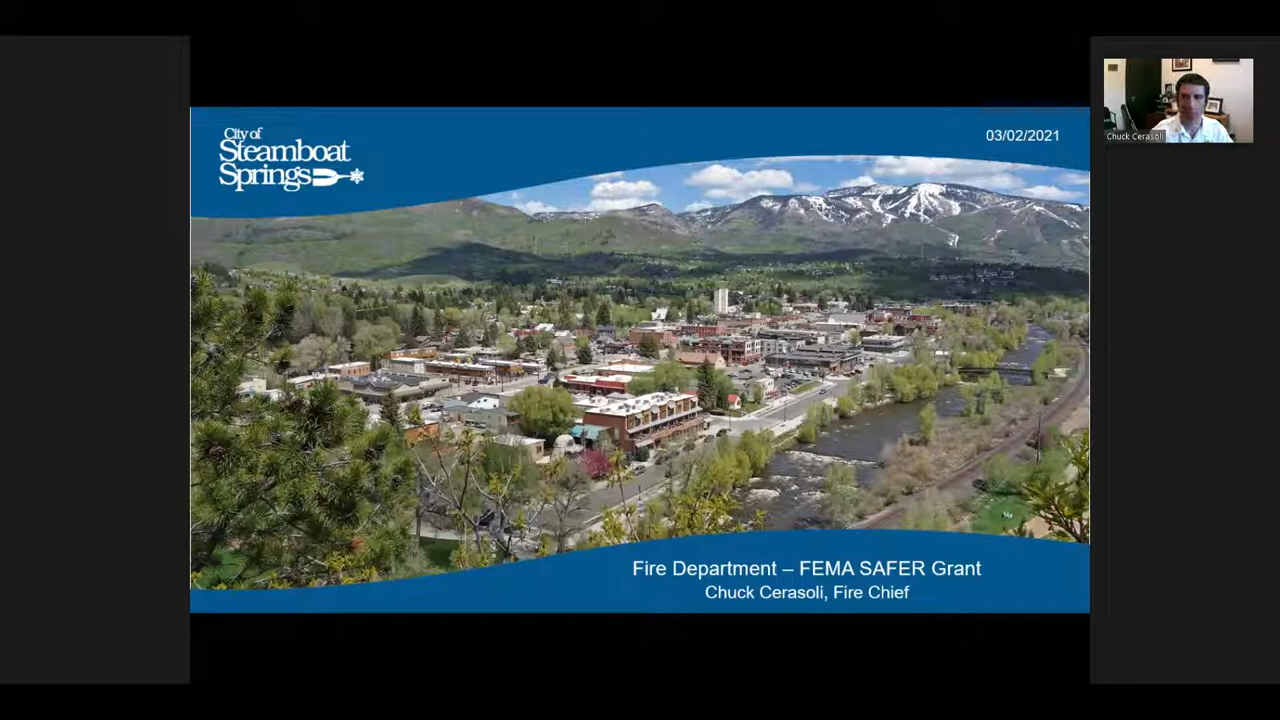 City of
Steamboat
Springs
03/02/2021
Chuck Cerasoli
Fire Department – FEMA SAFER Grant
Chuck Cerasoli, Fire Chief